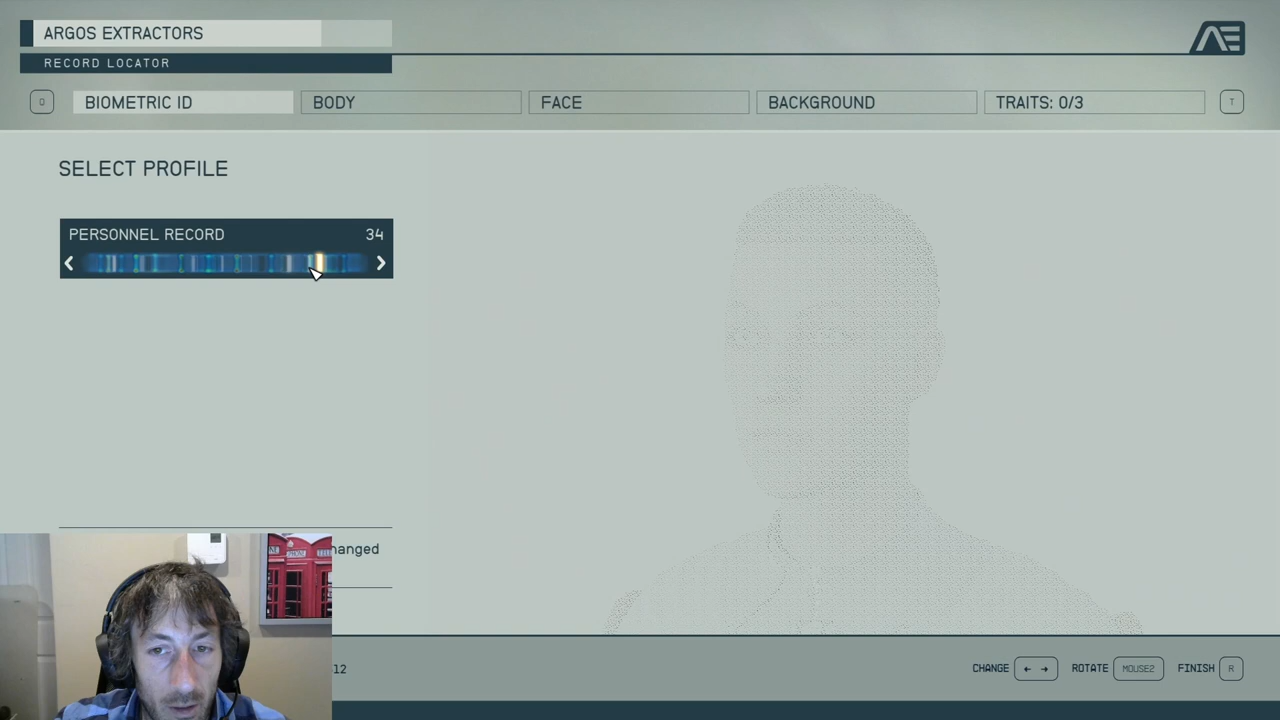 ARGOS EXTRACTORS
RECORD LOCATOR
BIOMETRIC ID
BODY
FACE
BACKGROUND
TRAITS: 0/3
T
SELECT PROFILE
PERSONNEL RECORD 34
hanged
12
CHANGE
ROTATE MOUSE2
FINISH R